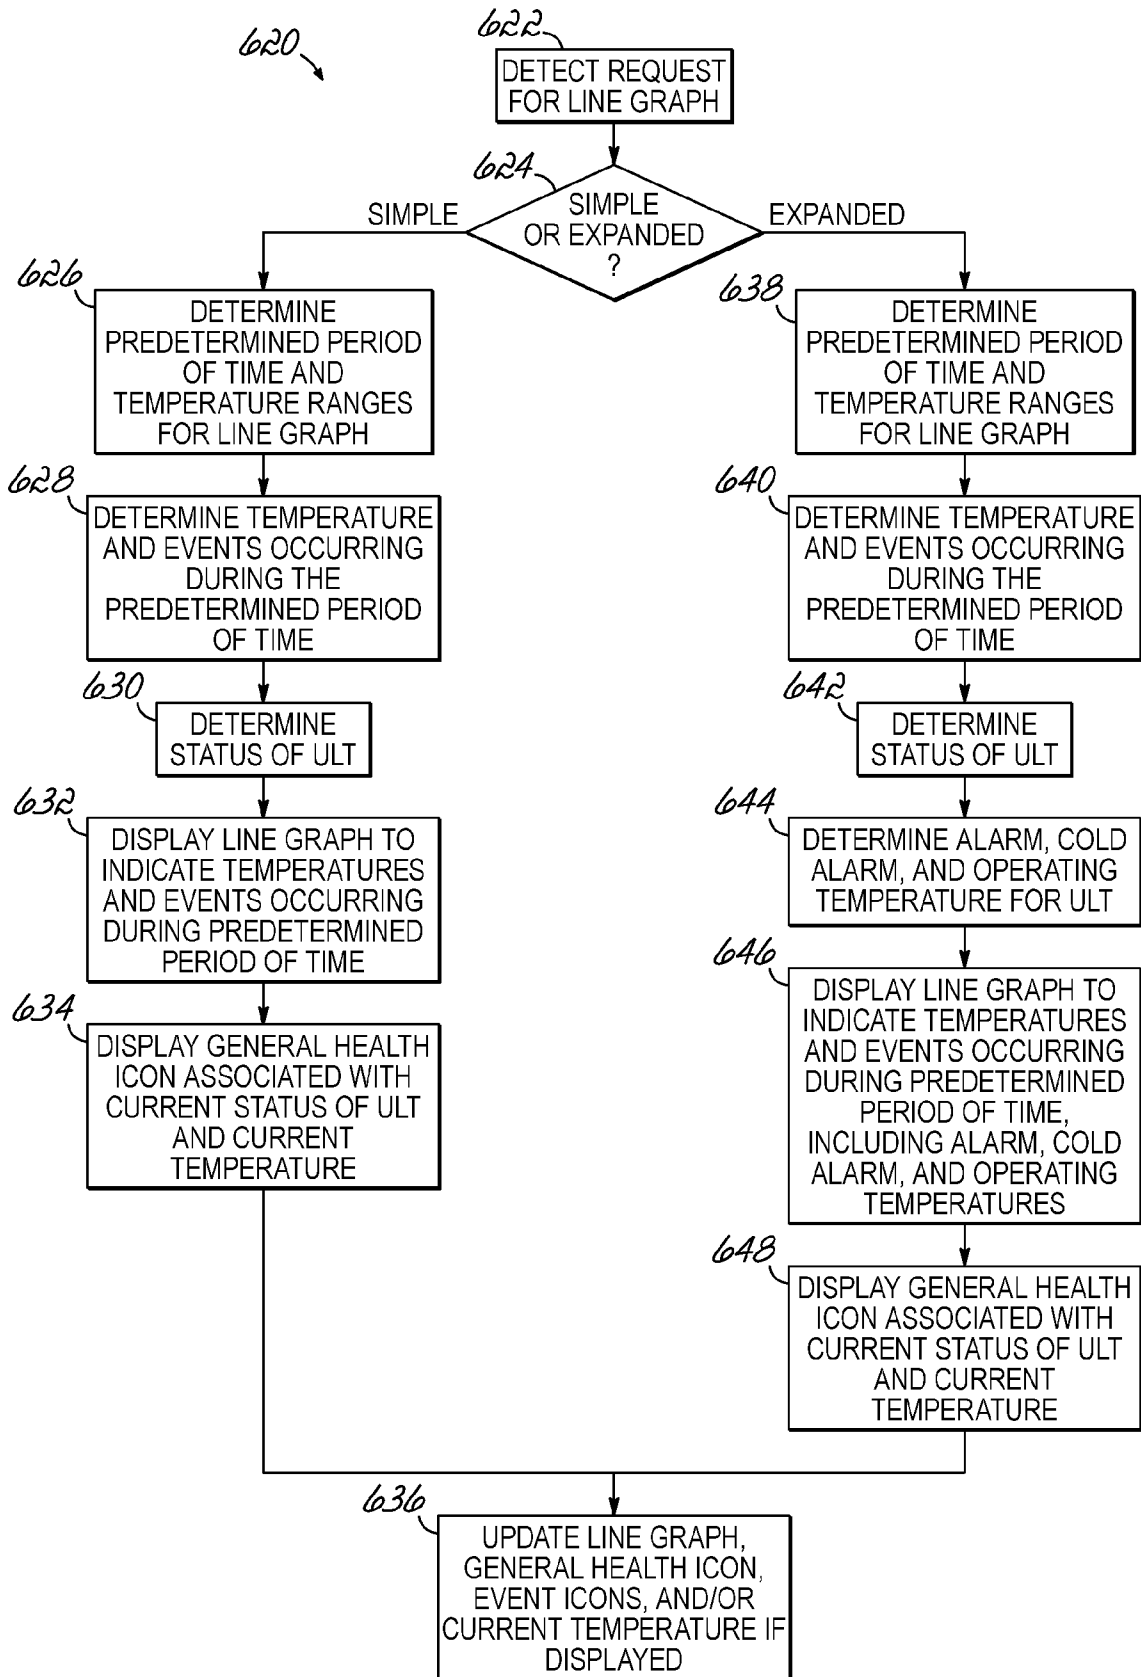 620
622
DETECT REQUEST
FOR LINE GRAPH
624
SIMPLE
SIMPLE
OR EXPANDED
?
EXPANDED
626
DETERMINE
PREDETERMINED PERIOD
OF TIME AND
TEMPERATURE RANGES
FOR LINE GRAPH
628
DETERMINE TEMPERATURE
AND EVENTS OCCURRING
DURING THE
PREDETERMINED PERIOD
OF TIME
630
DETERMINE
STATUS OF ULT
632
DISPLAY LINE GRAPH TO
INDICATE TEMPERATURES
AND EVENTS OCCURRING
DURING PREDETERMINED
PERIOD OF TIME
634
DISPLAY GENERAL HEALTH
ICON ASSOCIATED WITH
CURRENT STATUS OF ULT
AND CURRENT
TEMPERATURE
638
DETERMINE
PREDETERMINED PERIOD
OF TIME AND
TEMPERATURE RANGES
FOR LINE GRAPH
640
DETERMINE TEMPERATURE
AND EVENTS OCCURRING
DURING THE
PREDETERMINED PERIOD
OF TIME
642
DETERMINE
STATUS OF ULT
644
DETERMINE ALARM, COLD
ALARM, AND OPERATING
TEMPERATURE FOR ULT
646
DISPLAY LINE GRAPH TO
INDICATE TEMPERATURES
AND EVENTS OCCURRING
DURING PREDETERMINED
PERIOD OF TIME,
INCLUDING ALARM, COLD
ALARM, AND OPERATING
TEMPERATURES
648
DISPLAY GENERAL HEALTH
ICON ASSOCIATED WITH
CURRENT STATUS OF ULT
AND CURRENT
TEMPERATURE
636
UPDATE LINE GRAPH,
GENERAL HEALTH ICON,
EVENT ICONS, AND/OR
CURRENT TEMPERATURE IF
DISPLAYED